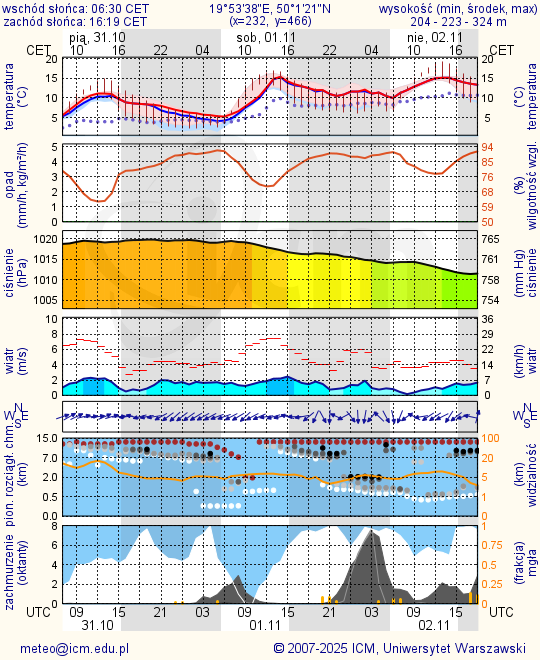 wschód słońca: 06:30 CET 19°53'38"E, 50°1'21"N wysokość (min, środek, max)
zachód słońca: 16:19 CET (x=232, y=466) 204 - 223 - 324 m
pią, 31.10 sob, 01.11 nie, 02.11
CET 10 16 22 04 10 16 22 04 10 16 CET
temperatura (°C)
20 15 10 5
20 15 10 5
temperatura (°C)
opad (mm/h, kg/m²/h)
5 4 3 2 1 0
94 86 76 68 59 50
(%) wilgotność wzgl.
ciśnienie (hPa)
1020 1015 1010 1005
765 761 758 754
(mm Hg) ciśnienie
wiatr (m/s)
10 8 6 4 2 0
36 29 22 14 7 0
(km/h) wiatr
N W E S
N W E S
pion. rozciągł. chm. (km)
15.0 7.0 2.0 0.5 0.0
100 20 5 1 0
(km) widzialność
zachmurzenie (oktanty)
8 6 4 2 0
1 0.75 0.5 0.25 0
(frakcja) mgła
UTC 09 15 21 03 09 15 21 03 09 15 UTC
31.10 01.11 02.11
meteo@icm.edu.pl © 2007-2025 ICM, Uniwersytet Warszawski